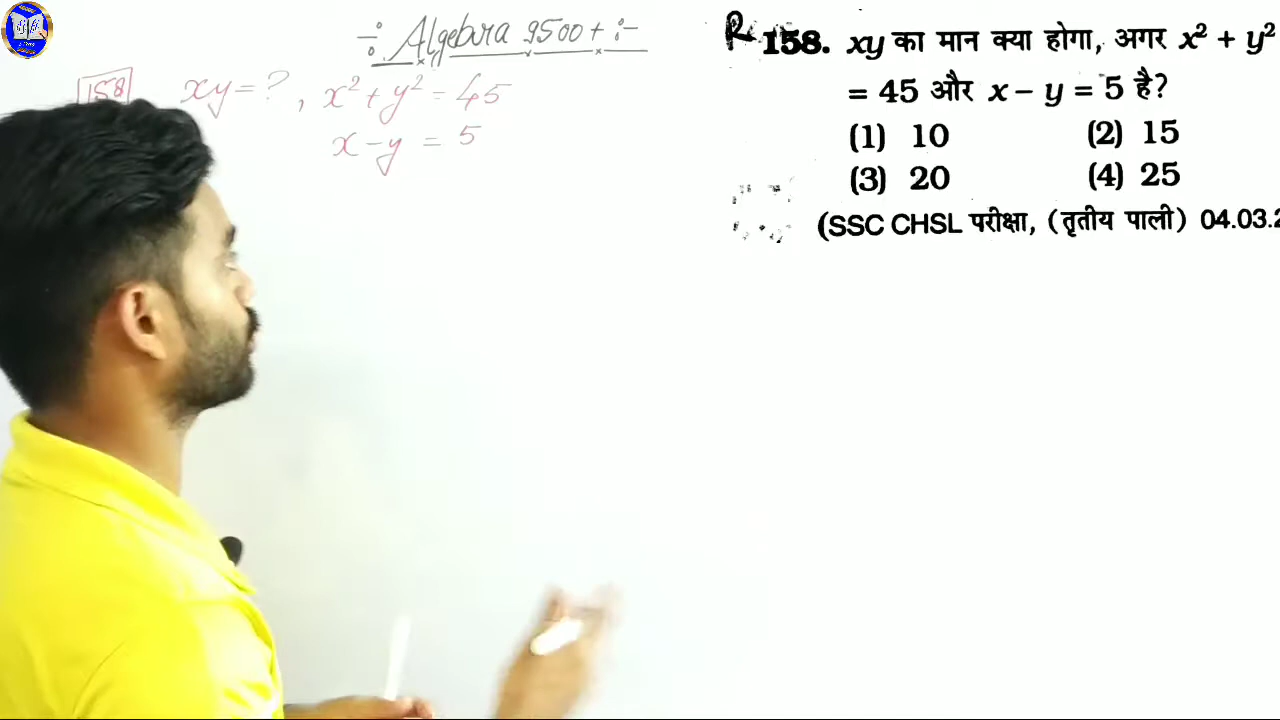 ÷ Algebra 9500+ :-
158 xy = ? , x² + y² = 45
x - y = 5
R 158. xy का मान क्या होगा, अगर x² + y²
= 45 और x – y = 5 है?
(1) 10 (2) 15
(3) 20 (4) 25
(SSC CHSL परीक्षा, (तृतीय पाली) 04.03.2